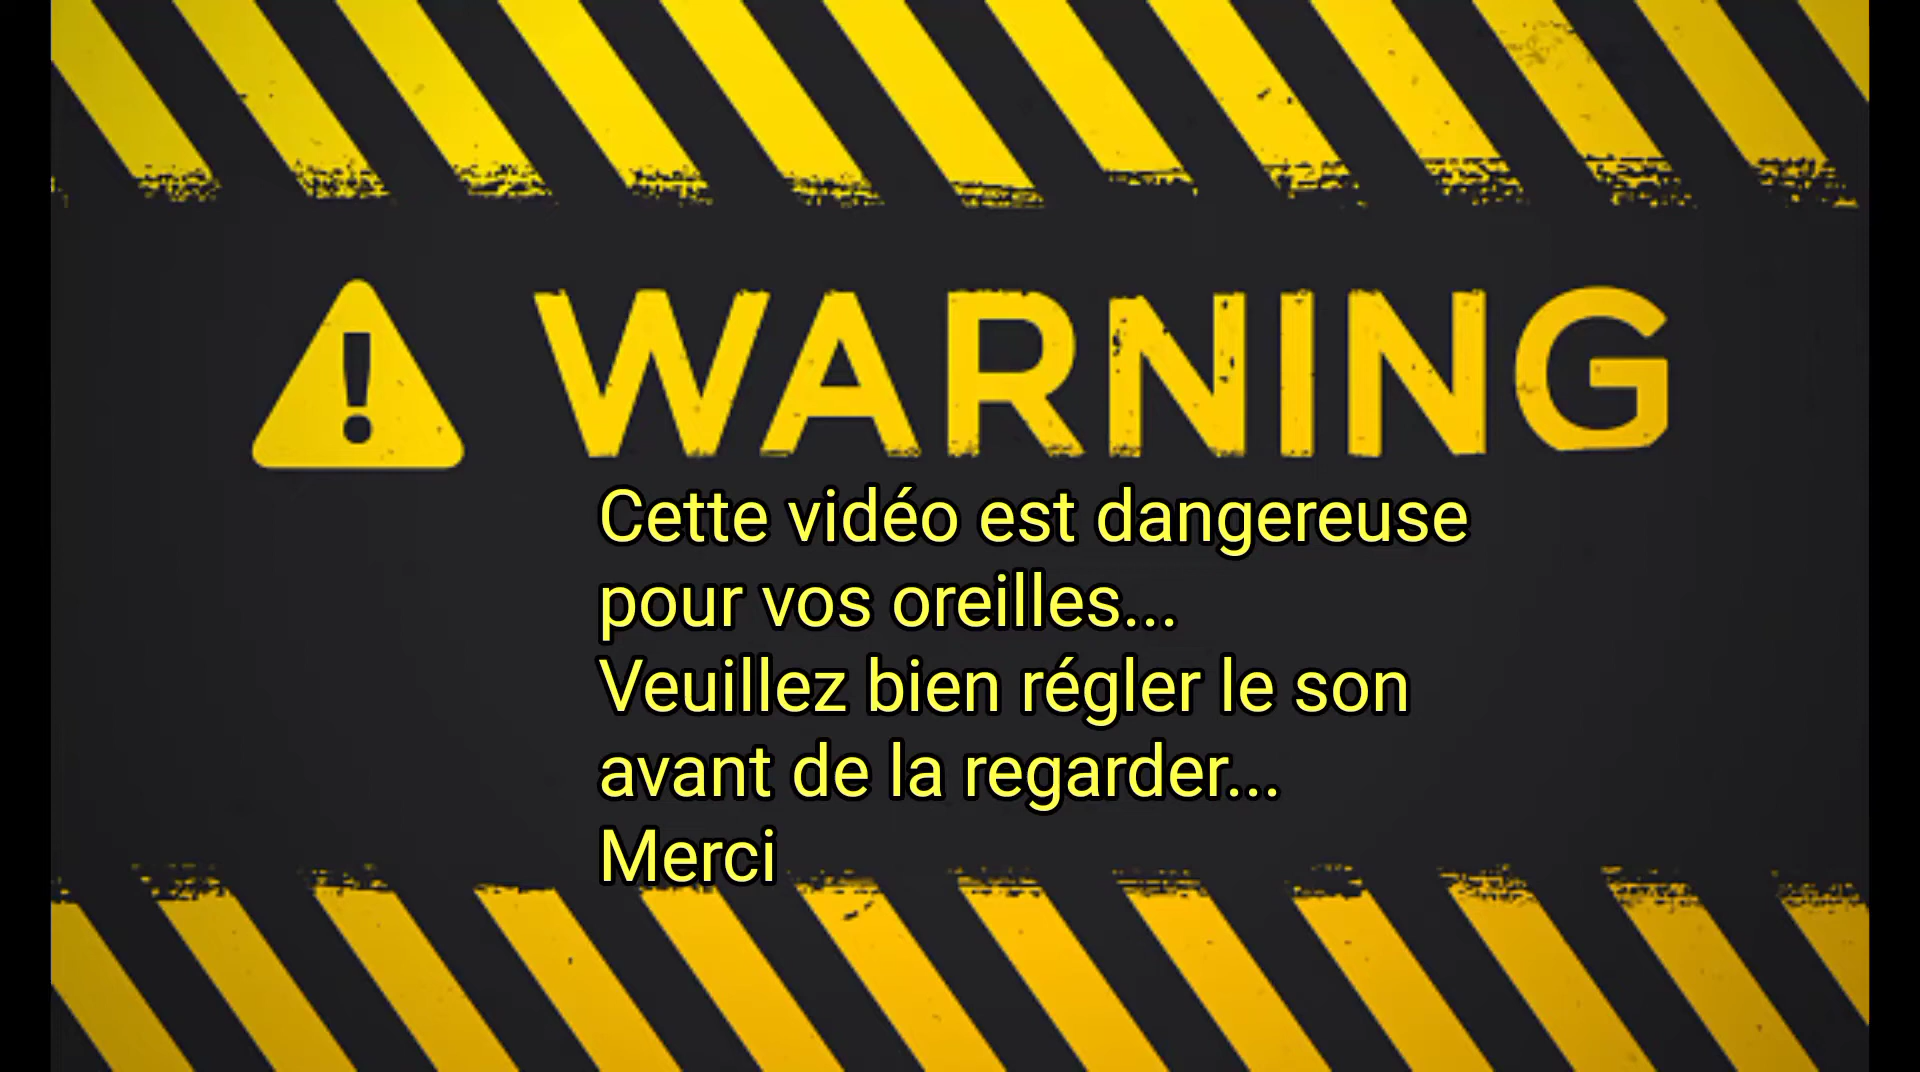 WARNING
Cette vidéo est dangereuse
pour vos oreilles...
Veuillez bien régler le son
avant de la regarder...
Merci